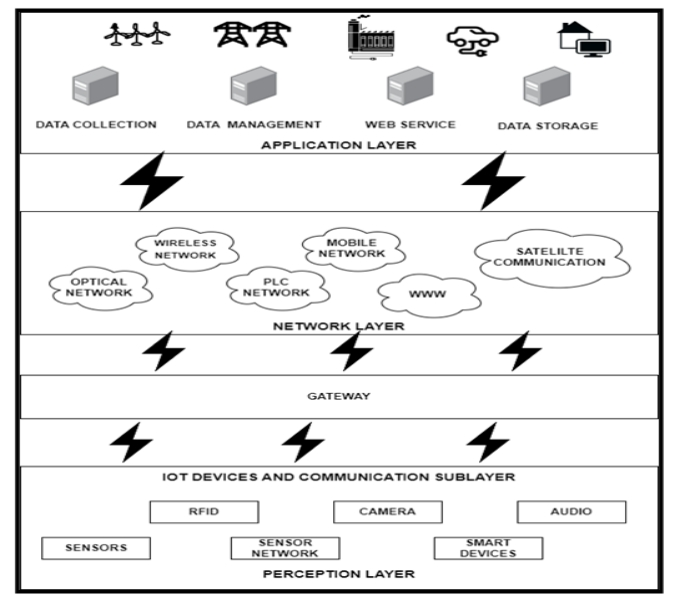 DATA COLLECTION
DATA MANAGEMENT
WEB SERVICE
DATA STORAGE
APPLICATION LAYER
WIRELESS
NETWORK
MOBILE
NETWORK
SATELILTE
COMMUNICATION
OPTICAL
NETWORK
PLC
NETWORK
WWW
NETWORK LAYER
GATEWAY
IOT DEVICES AND COMMUNICATION SUBLAYER
RFID
CAMERA
AUDIO
SENSORS
SENSOR
NETWORK
SMART
DEVICES
PERCEPTION LAYER